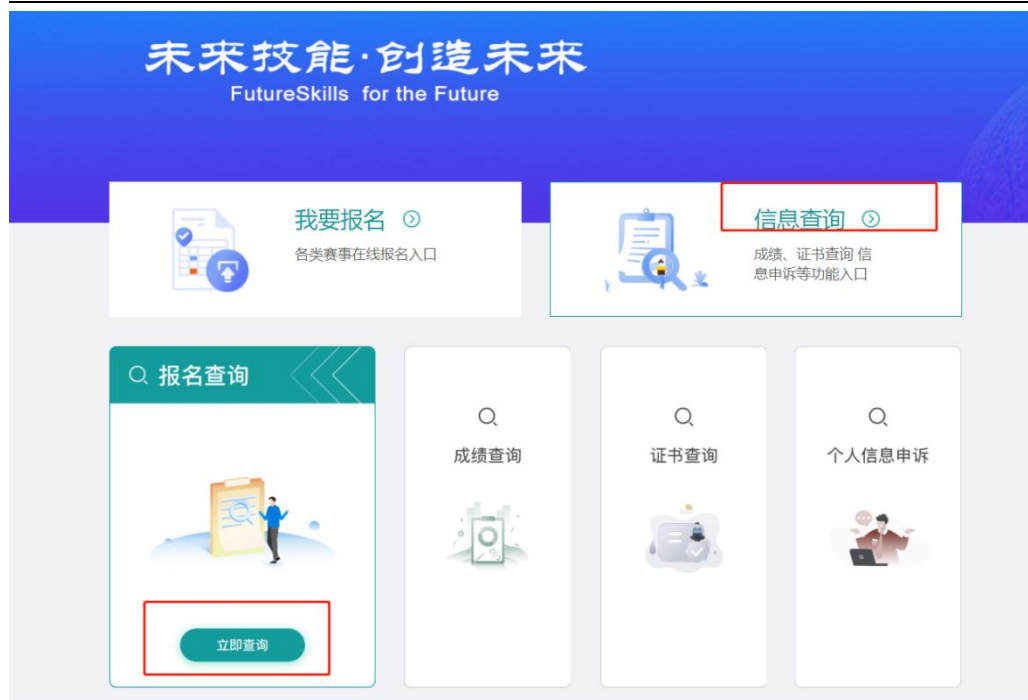 未来技能·创造未来
FutureSkills for the Future
我要报名
各类赛事在线报名入口
信息查询
成绩、证书查询 信
息申诉等功能入口
报名查询
立即查询
成绩查询
证书查询
个人信息申诉